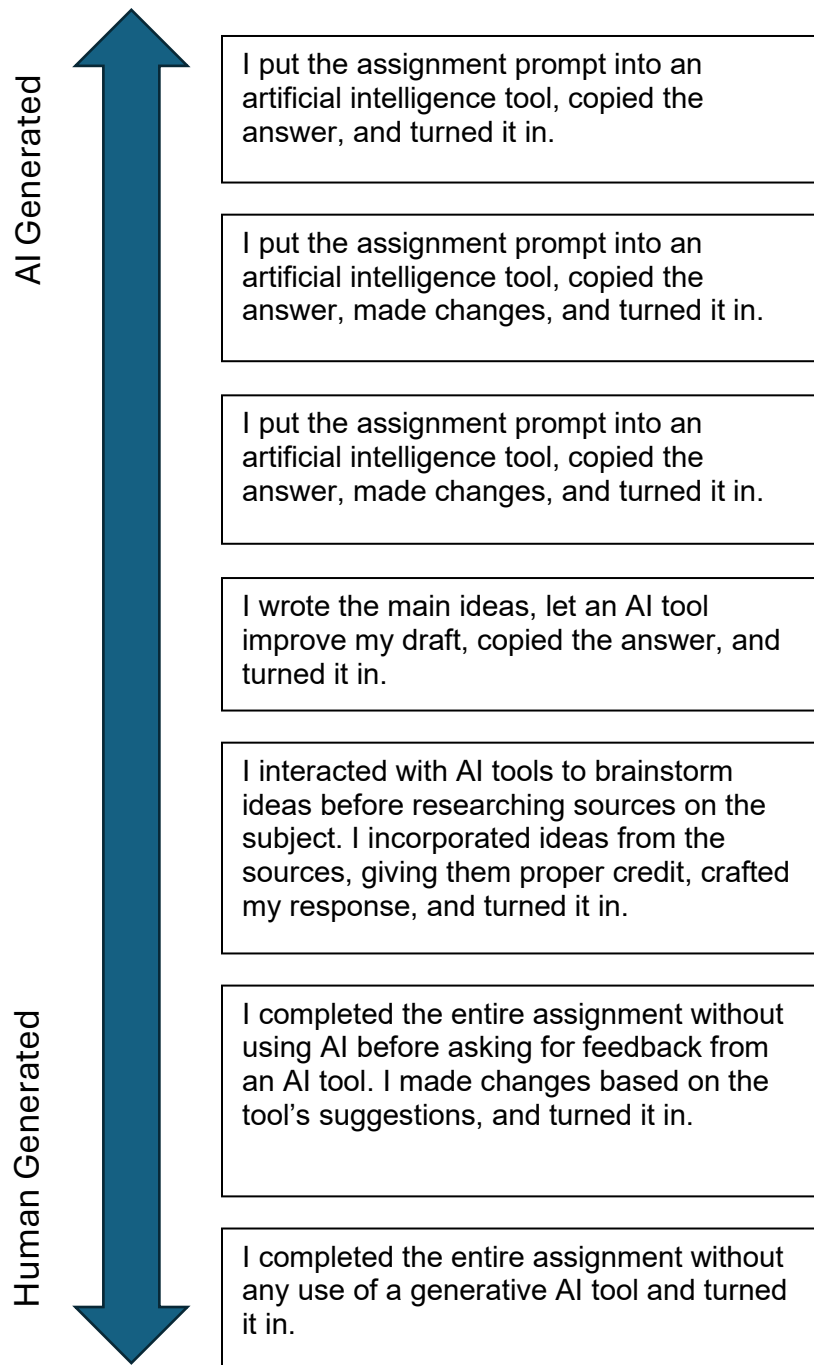 AI Generated
I put the assignment prompt into an
artificial intelligence tool, copied the
answer, and turned it in.
I put the assignment prompt into an
artificial intelligence tool, copied the
answer, made changes, and turned it in.
I put the assignment prompt into an
artificial intelligence tool, copied the
answer, made changes, and turned it in.
I wrote the main ideas, let an AI tool
improve my draft, copied the answer, and
turned it in.
I interacted with AI tools to brainstorm
ideas before researching sources on the
subject. I incorporated ideas from the
sources, giving them proper credit, crafted
my response, and turned it in.
Human Generated
I completed the entire assignment without
using AI before asking for feedback from
an AI tool. I made changes based on the
tool’s suggestions, and turned it in.
I completed the entire assignment without
any use of a generative AI tool and turned
it in.